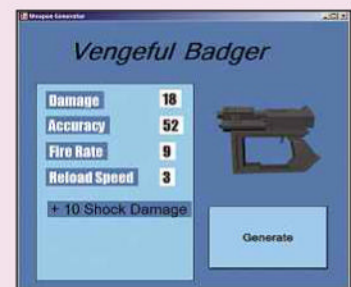 Weapon Generator
Vengeful Badger
Damage 18
Accuracy 52
Fire Rate 9
Reload Speed 3
+ 10 Shock Damage
Generate